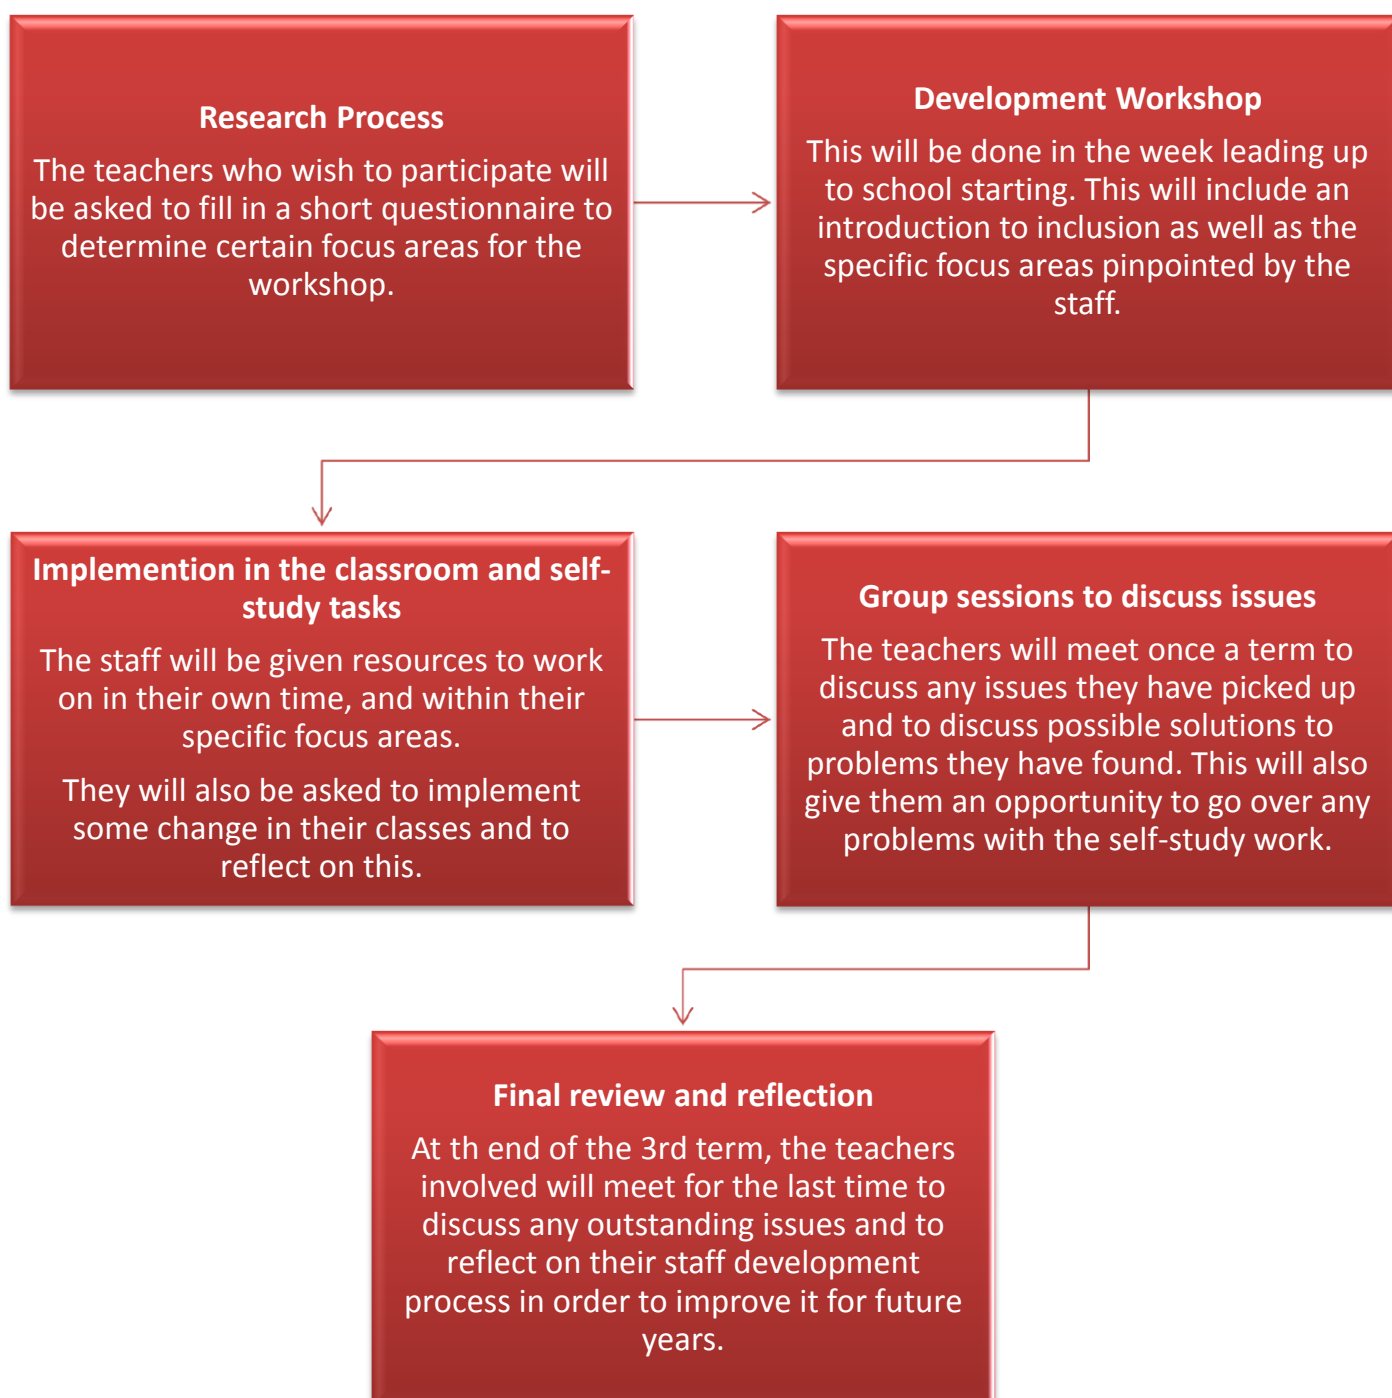 Research Process
The teachers who wish to participate will
be asked to fill in a short questionnaire to
determine certain focus areas for the
workshop.
Development Workshop
This will be done in the week leading up
to school starting. This will include an
introduction to inclusion as well as the
specific focus areas pinpointed by the
staff.
Implemention in the classroom and self-
study tasks
The staff will be given resources to work
on in their own time, and within their
specific focus areas.
They will also be asked to implement
some change in their classes and to
reflect on this.
Group sessions to discuss issues
The teachers will meet once a term to
discuss any issues they have picked up
and to discuss possible solutions to
problems they have found. This will also
give them an opportunity to go over any
problems with the self-study work.
Final review and reflection
At th end of the 3rd term, the teachers
involved will meet for the last time to
discuss any outstanding issues and to
reflect on their staff development
process in order to improve it for future
years.